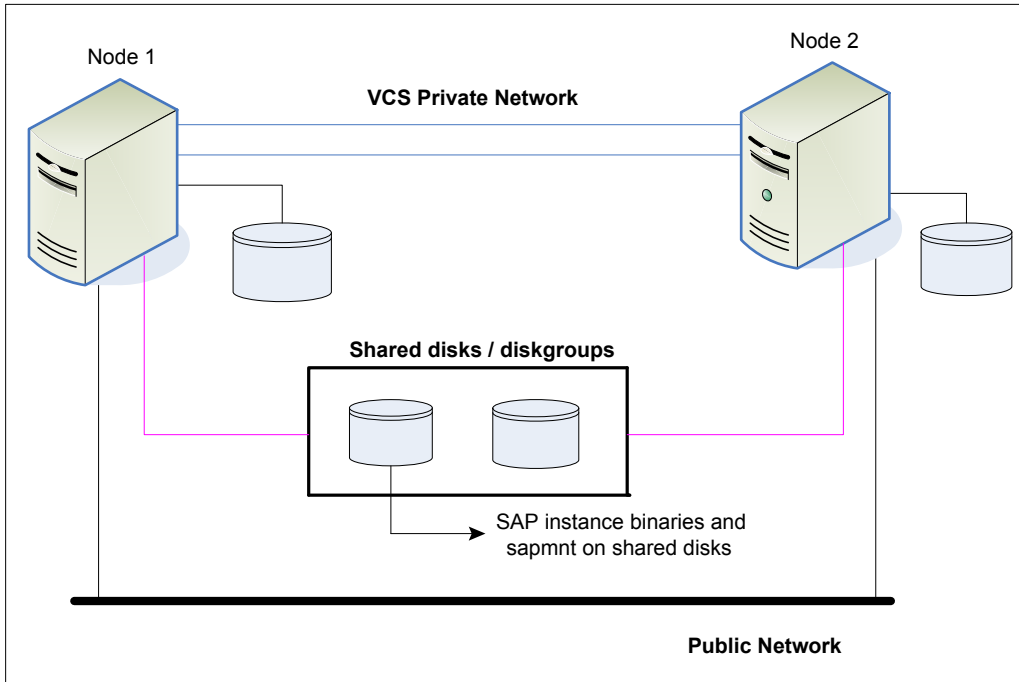 Node 1
Node 2
VCS Private Network
Shared disks / diskgroups
SAP instance binaries and
sapmnt on shared disks
Public Network